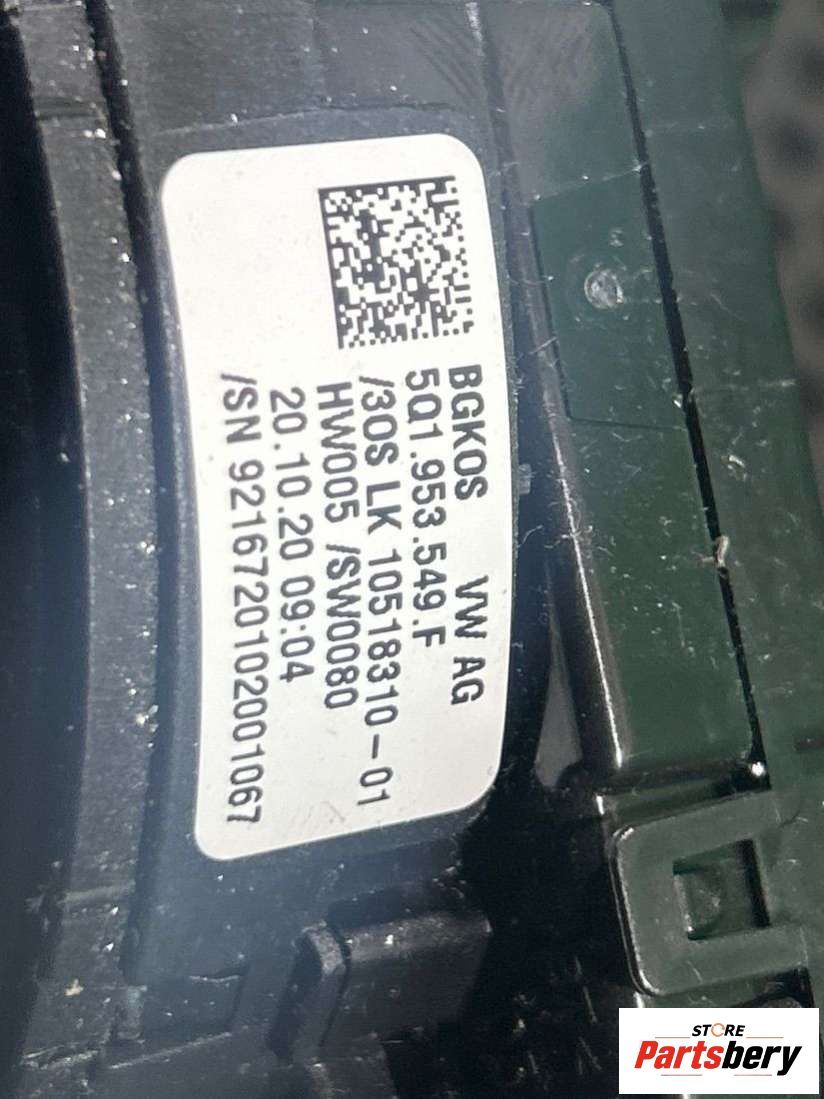 BGKOS VW AG
5Q1.953.549.F
/3OS LK 10518310-01
HW005 /SW0080
20.10.20 09:04
/SN 92167201020001067
STORE
Partsbery